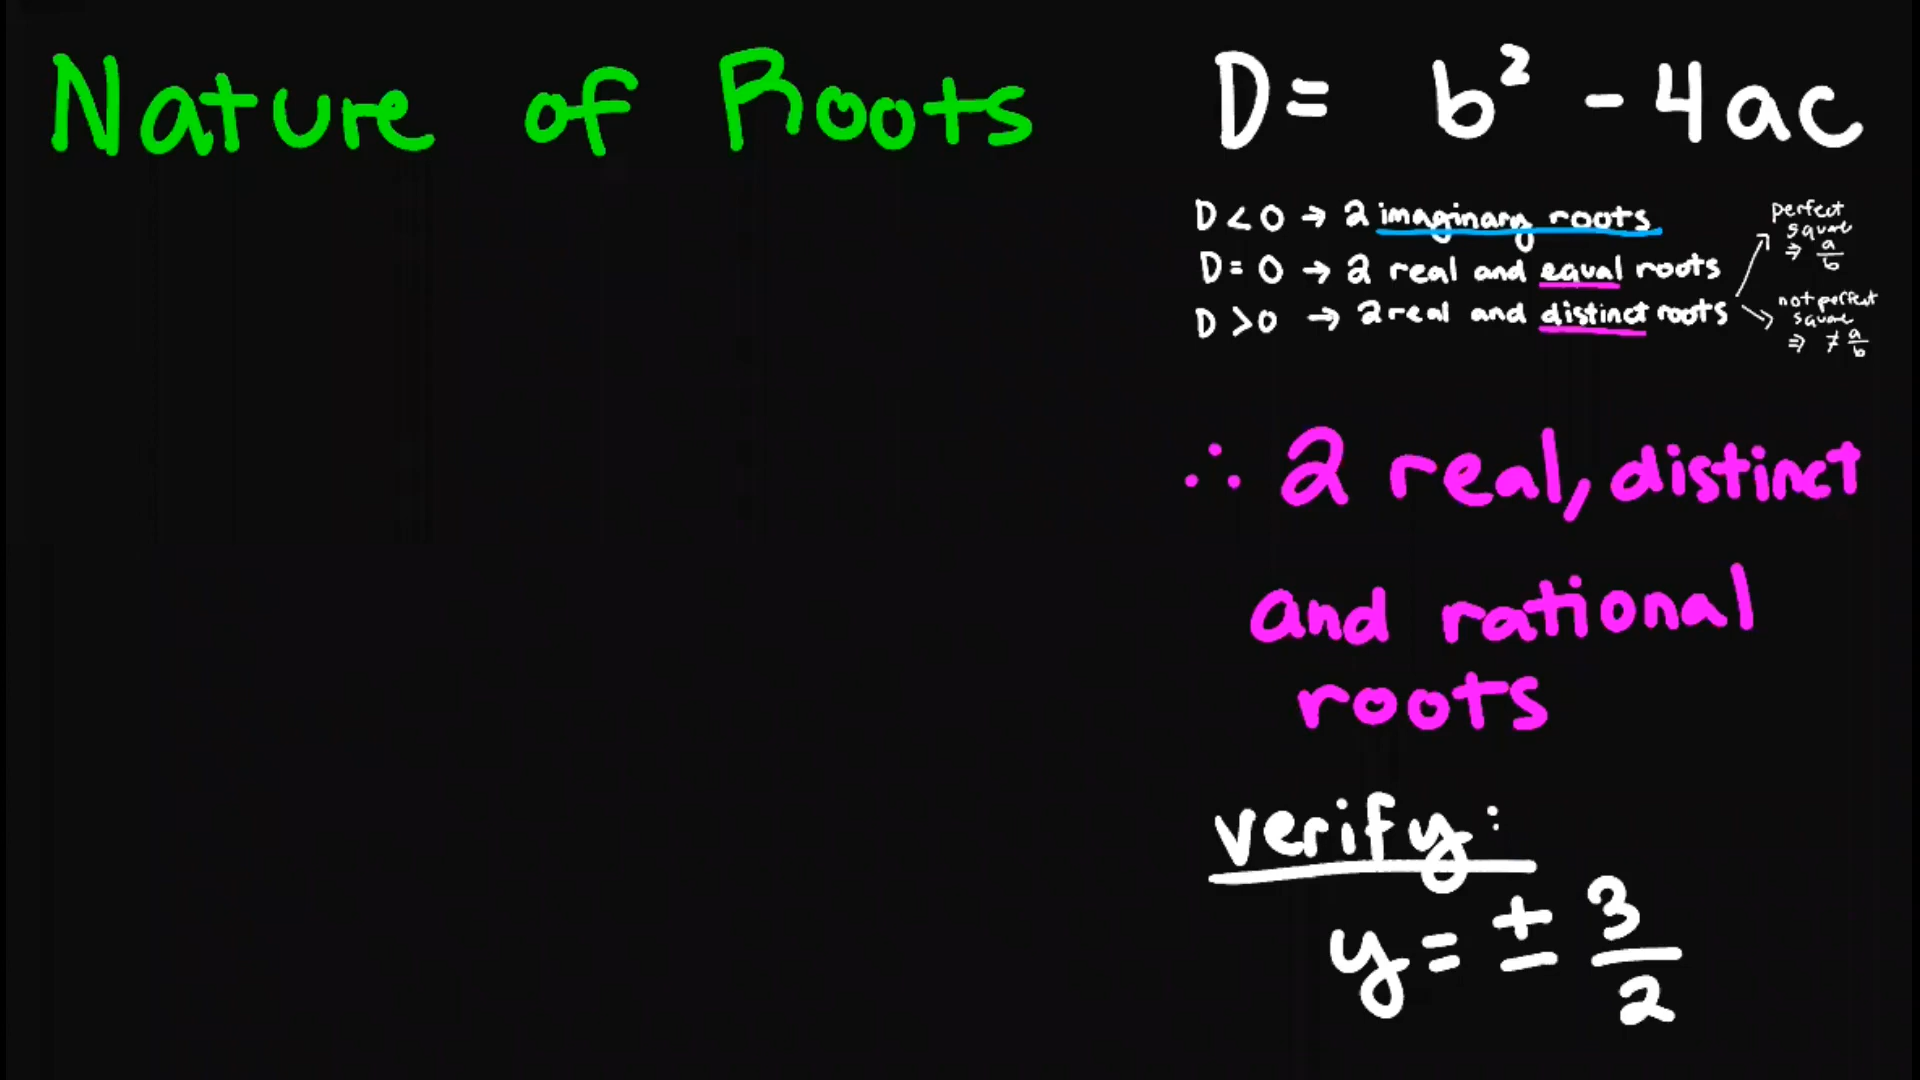 Nature of Roots
D = b² - 4ac
D < 0 → 2 imaginary roots
D = 0 → 2 real and equal roots
D > 0 → 2 real and distinct roots
perfect
square
⇒ a/b
not perfect
square
⇒ ≠ a/b
∴ 2 real, distinct
and rational
roots
verify:
y = ± 3/2